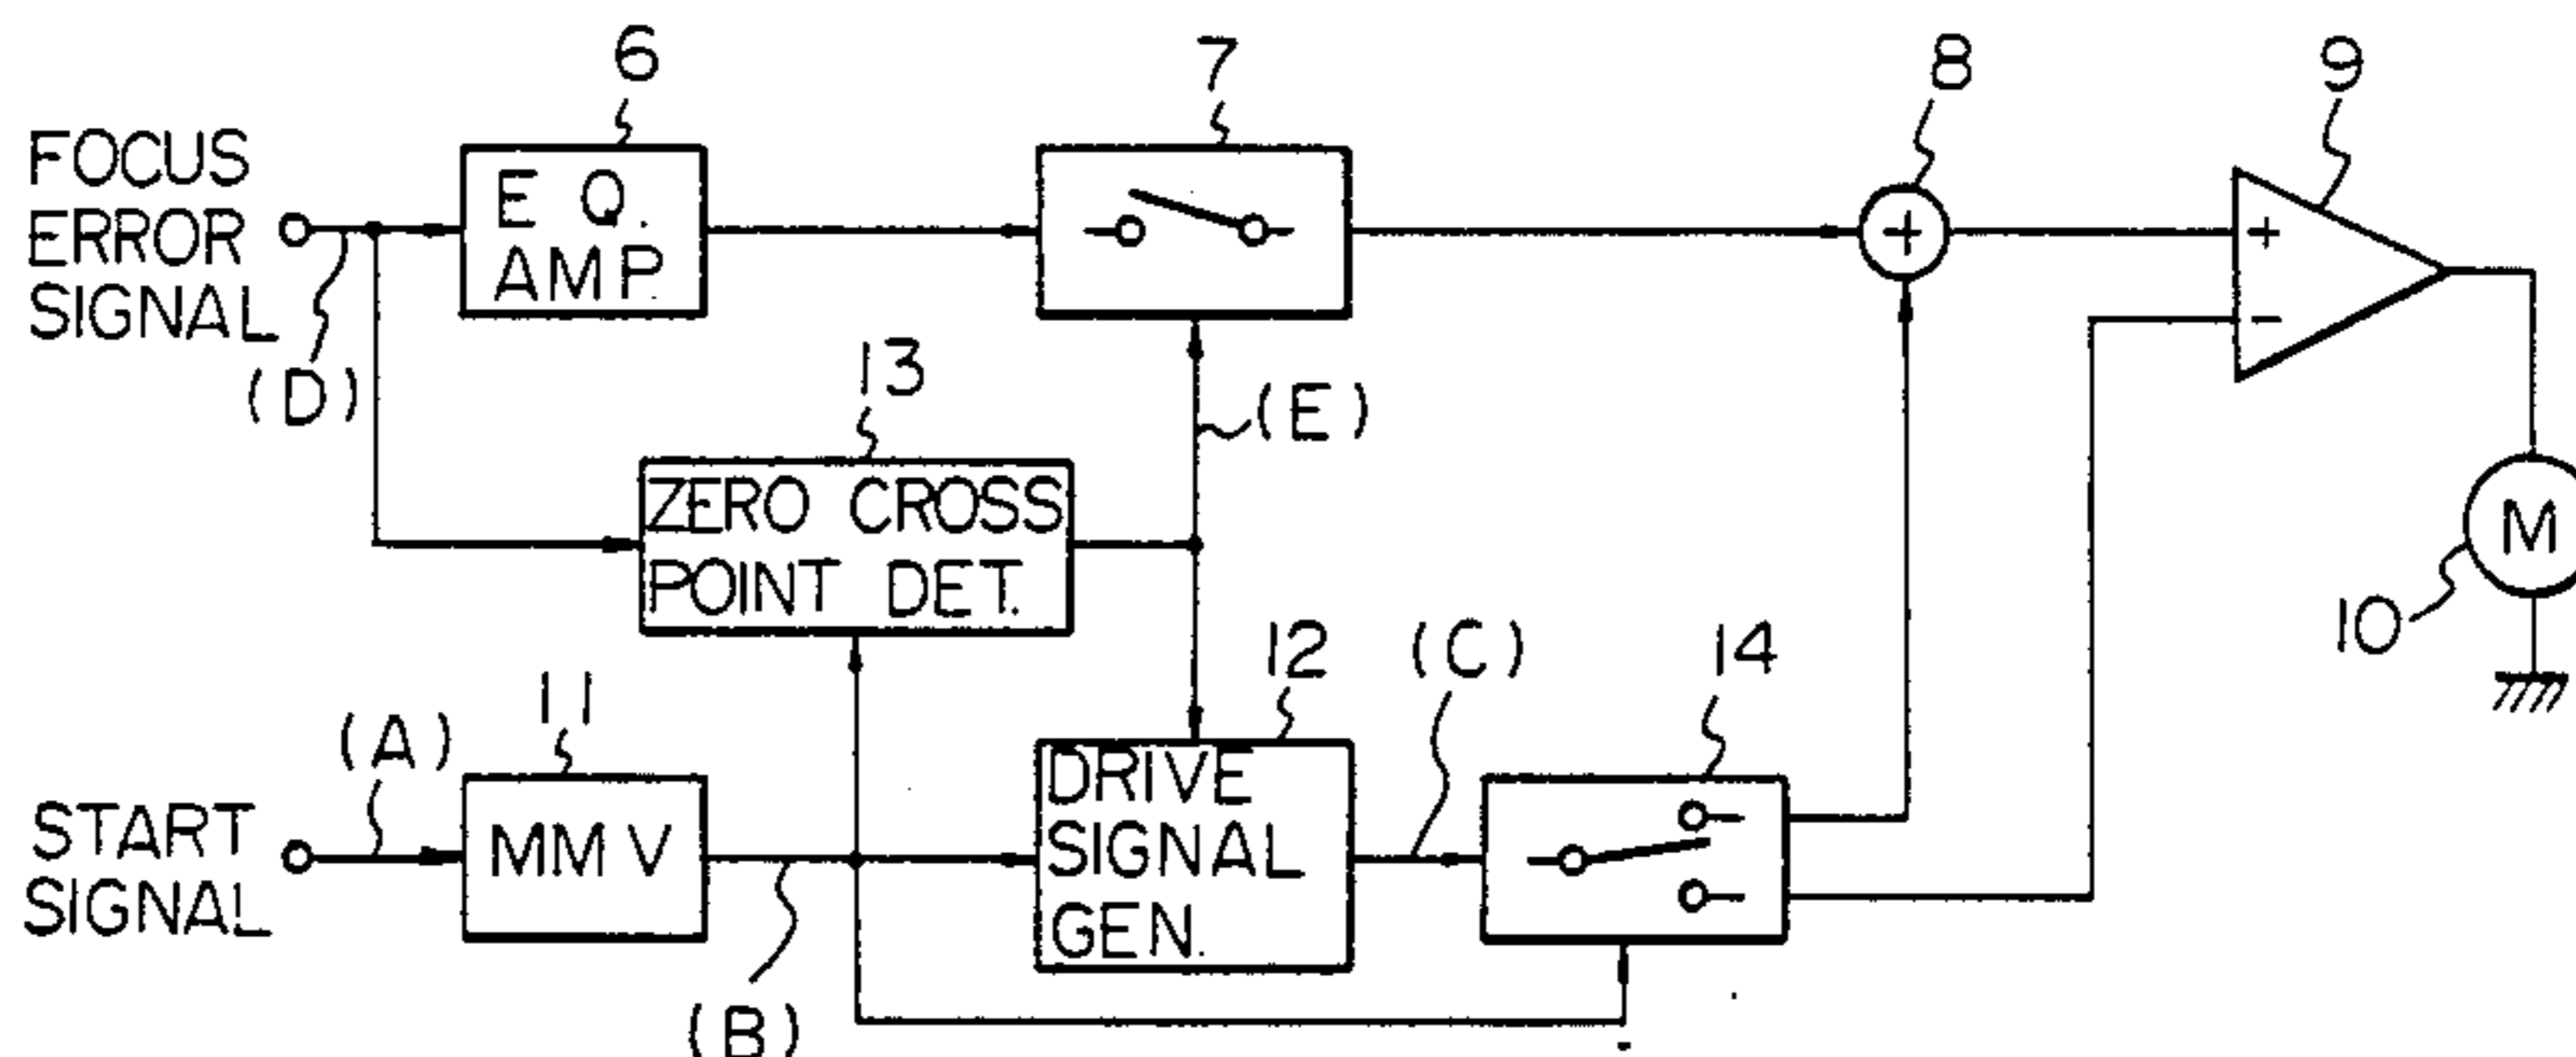 6
7
8
9
FOCUS
ERROR
SIGNAL
(D)
E Q.
AMP.
+
+
−
13
(E)
ZERO CROSS
POINT DET.
M
10
START
SIGNAL
(A)
11
MMV
(B)
12
DRIVE
SIGNAL
GEN.
(C)
14